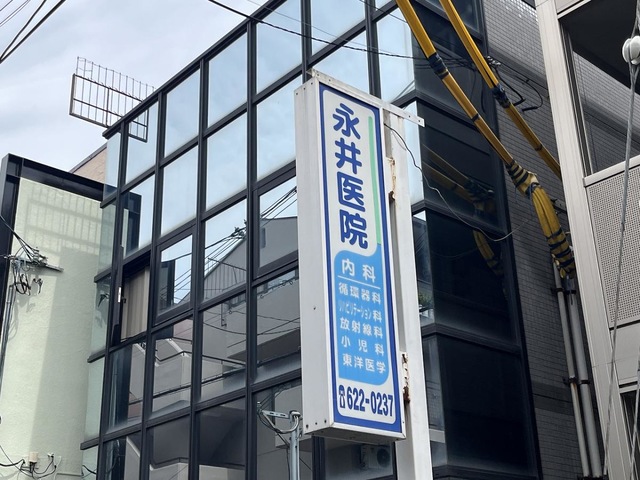 永井医院
内科
循環器科
リハビリテーション科
放射線科
小児科
東洋医学
☎622-0237